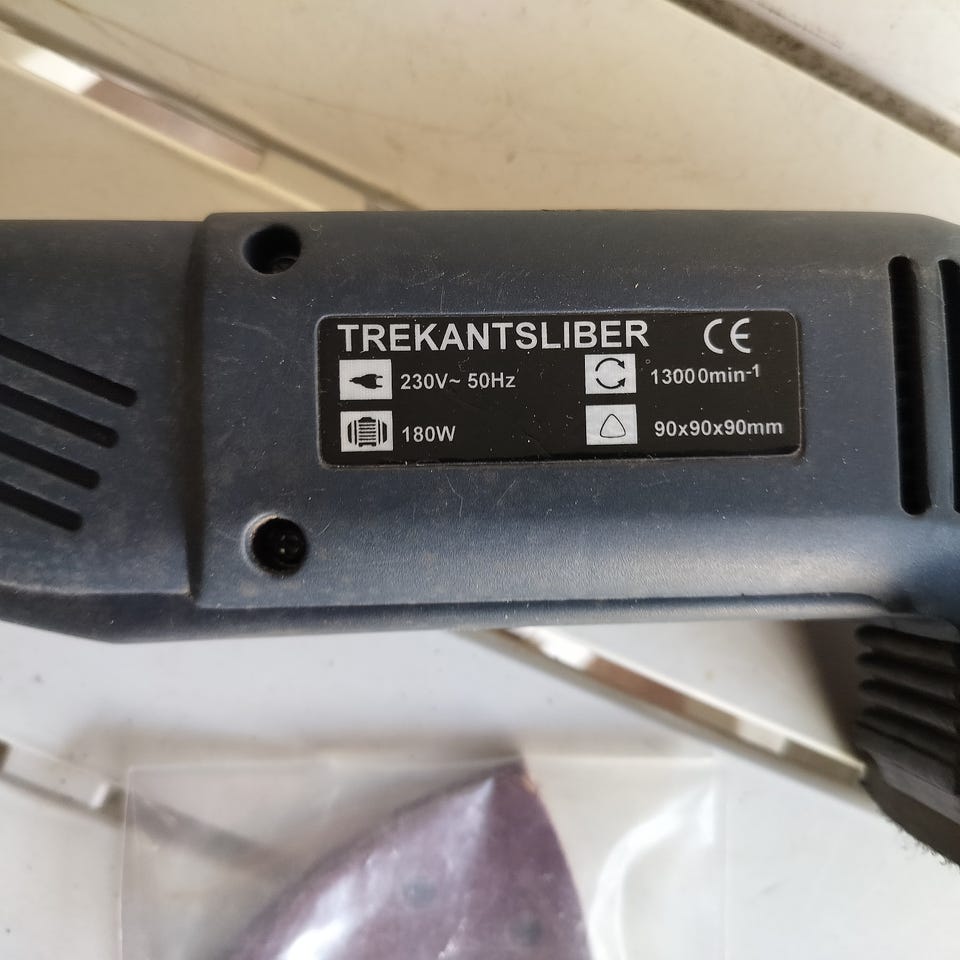 TREKANTSLIBER CE
230V~ 50Hz 13000min-1
180W 90x90x90mm